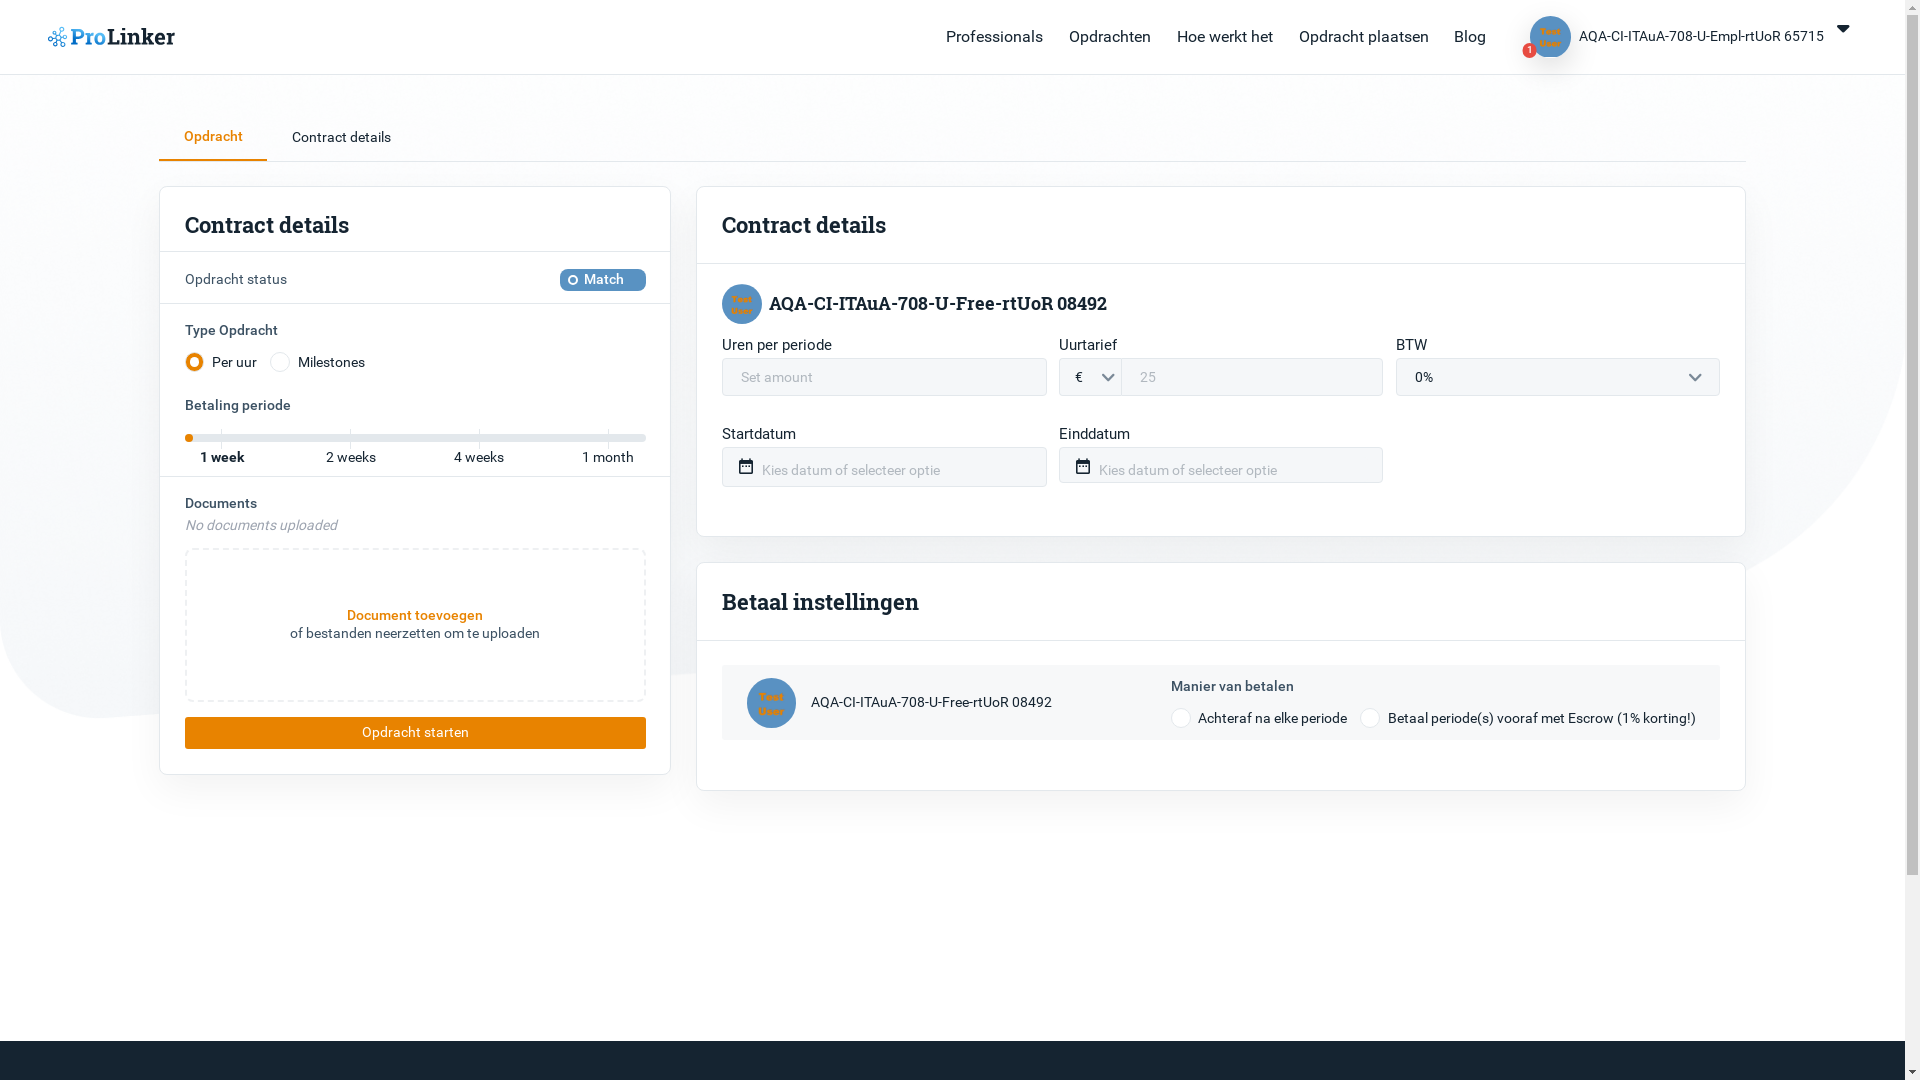 ProLinker
Professionals Opdrachten Hoe werkt het Opdracht plaatsen Blog
Test User
1
AQA-CI-ITAuA-708-U-Empl-rtUoR 65715
Opdracht Contract details
Contract details
Opdracht status Match
Type Opdracht
Per uur Milestones
Betaling periode
1 week 2 weeks 4 weeks 1 month
Documents
No documents uploaded
Document toevoegen
of bestanden neerzetten om te uploaden
Opdracht starten
Contract details
Test User
AQA-CI-ITAuA-708-U-Free-rtUoR 08492
Uren per periode Uurtarief BTW
Set amount € 25 0%
Startdatum Einddatum
Kies datum of selecteer optie Kies datum of selecteer optie
Betaal instellingen
Test User
AQA-CI-ITAuA-708-U-Free-rtUoR 08492
Manier van betalen
Achteraf na elke periode Betaal periode(s) vooraf met Escrow (1% korting!)